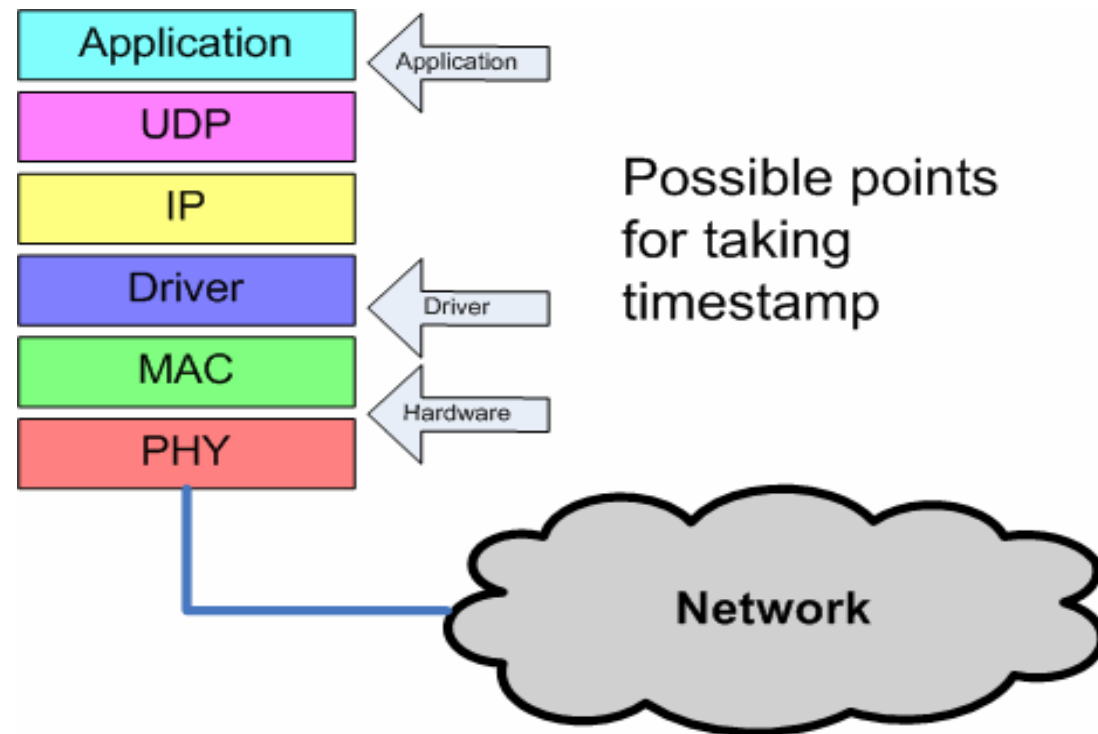 Application
Application
UDP
IP
Possible points
for taking
timestamp
Driver
Driver
MAC
Hardware
PHY
Network